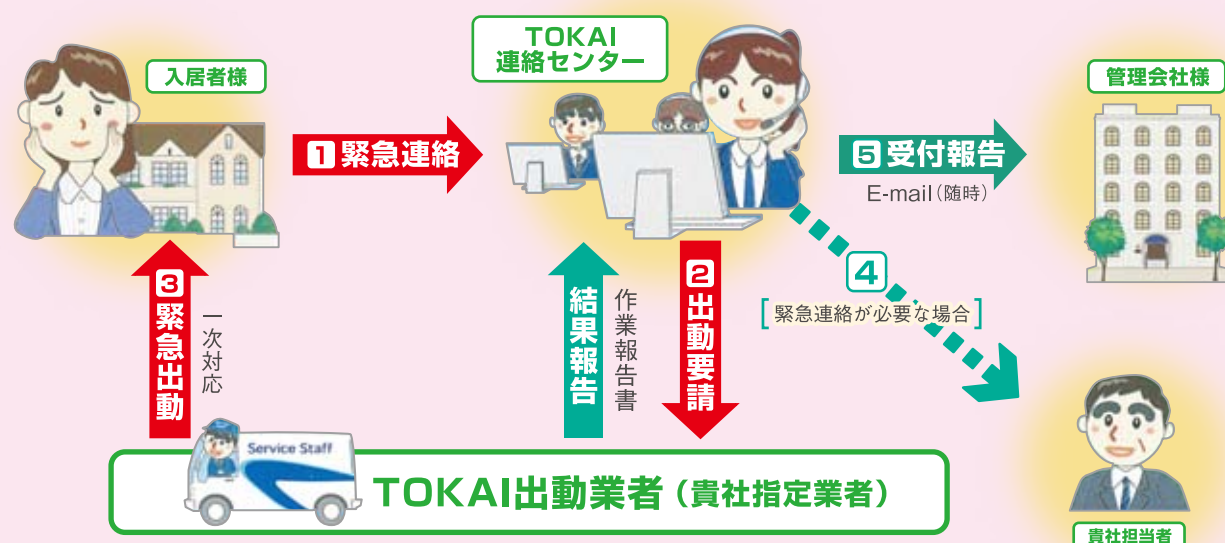 TOKAI
連絡センター
入居者様
管理会社様
1 緊急連絡
5 受付報告
E-mail(随時)
3 緊急出動
一次対応
結果報告
作業報告書
2 出動要請
4
[緊急連絡が必要な場合]
Service Staff
TOKAI出動業者(貴社指定業者)
貴社担当者